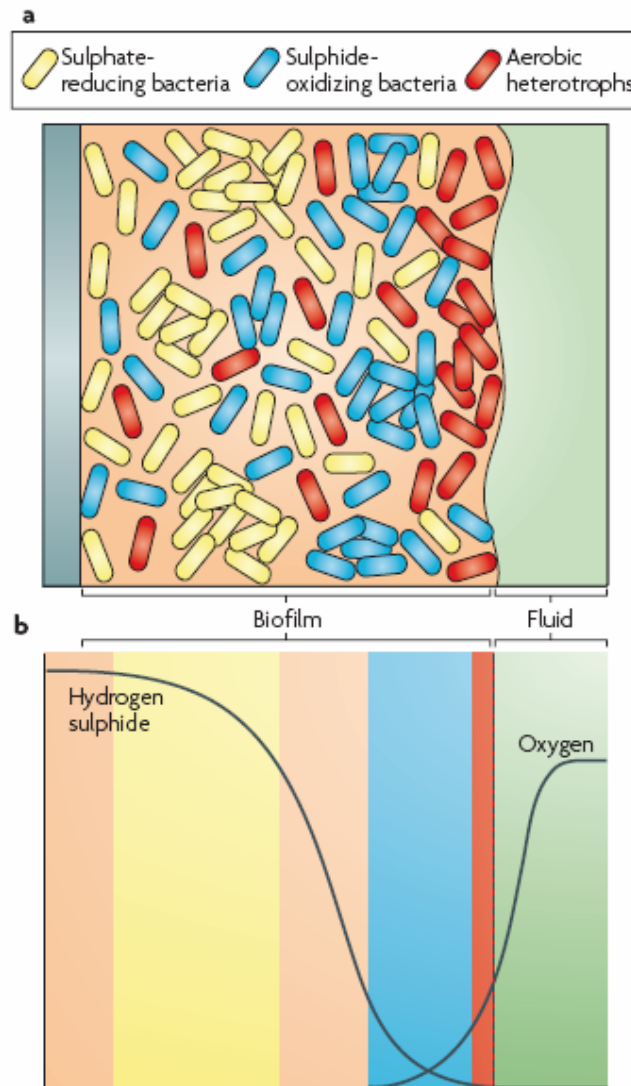 a
Sulphate-
reducing bacteria
Sulphide-
oxidizing bacteria
Aerobic
heterotrophs
Biofilm
Fluid
b
Hydrogen
sulphide
Oxygen